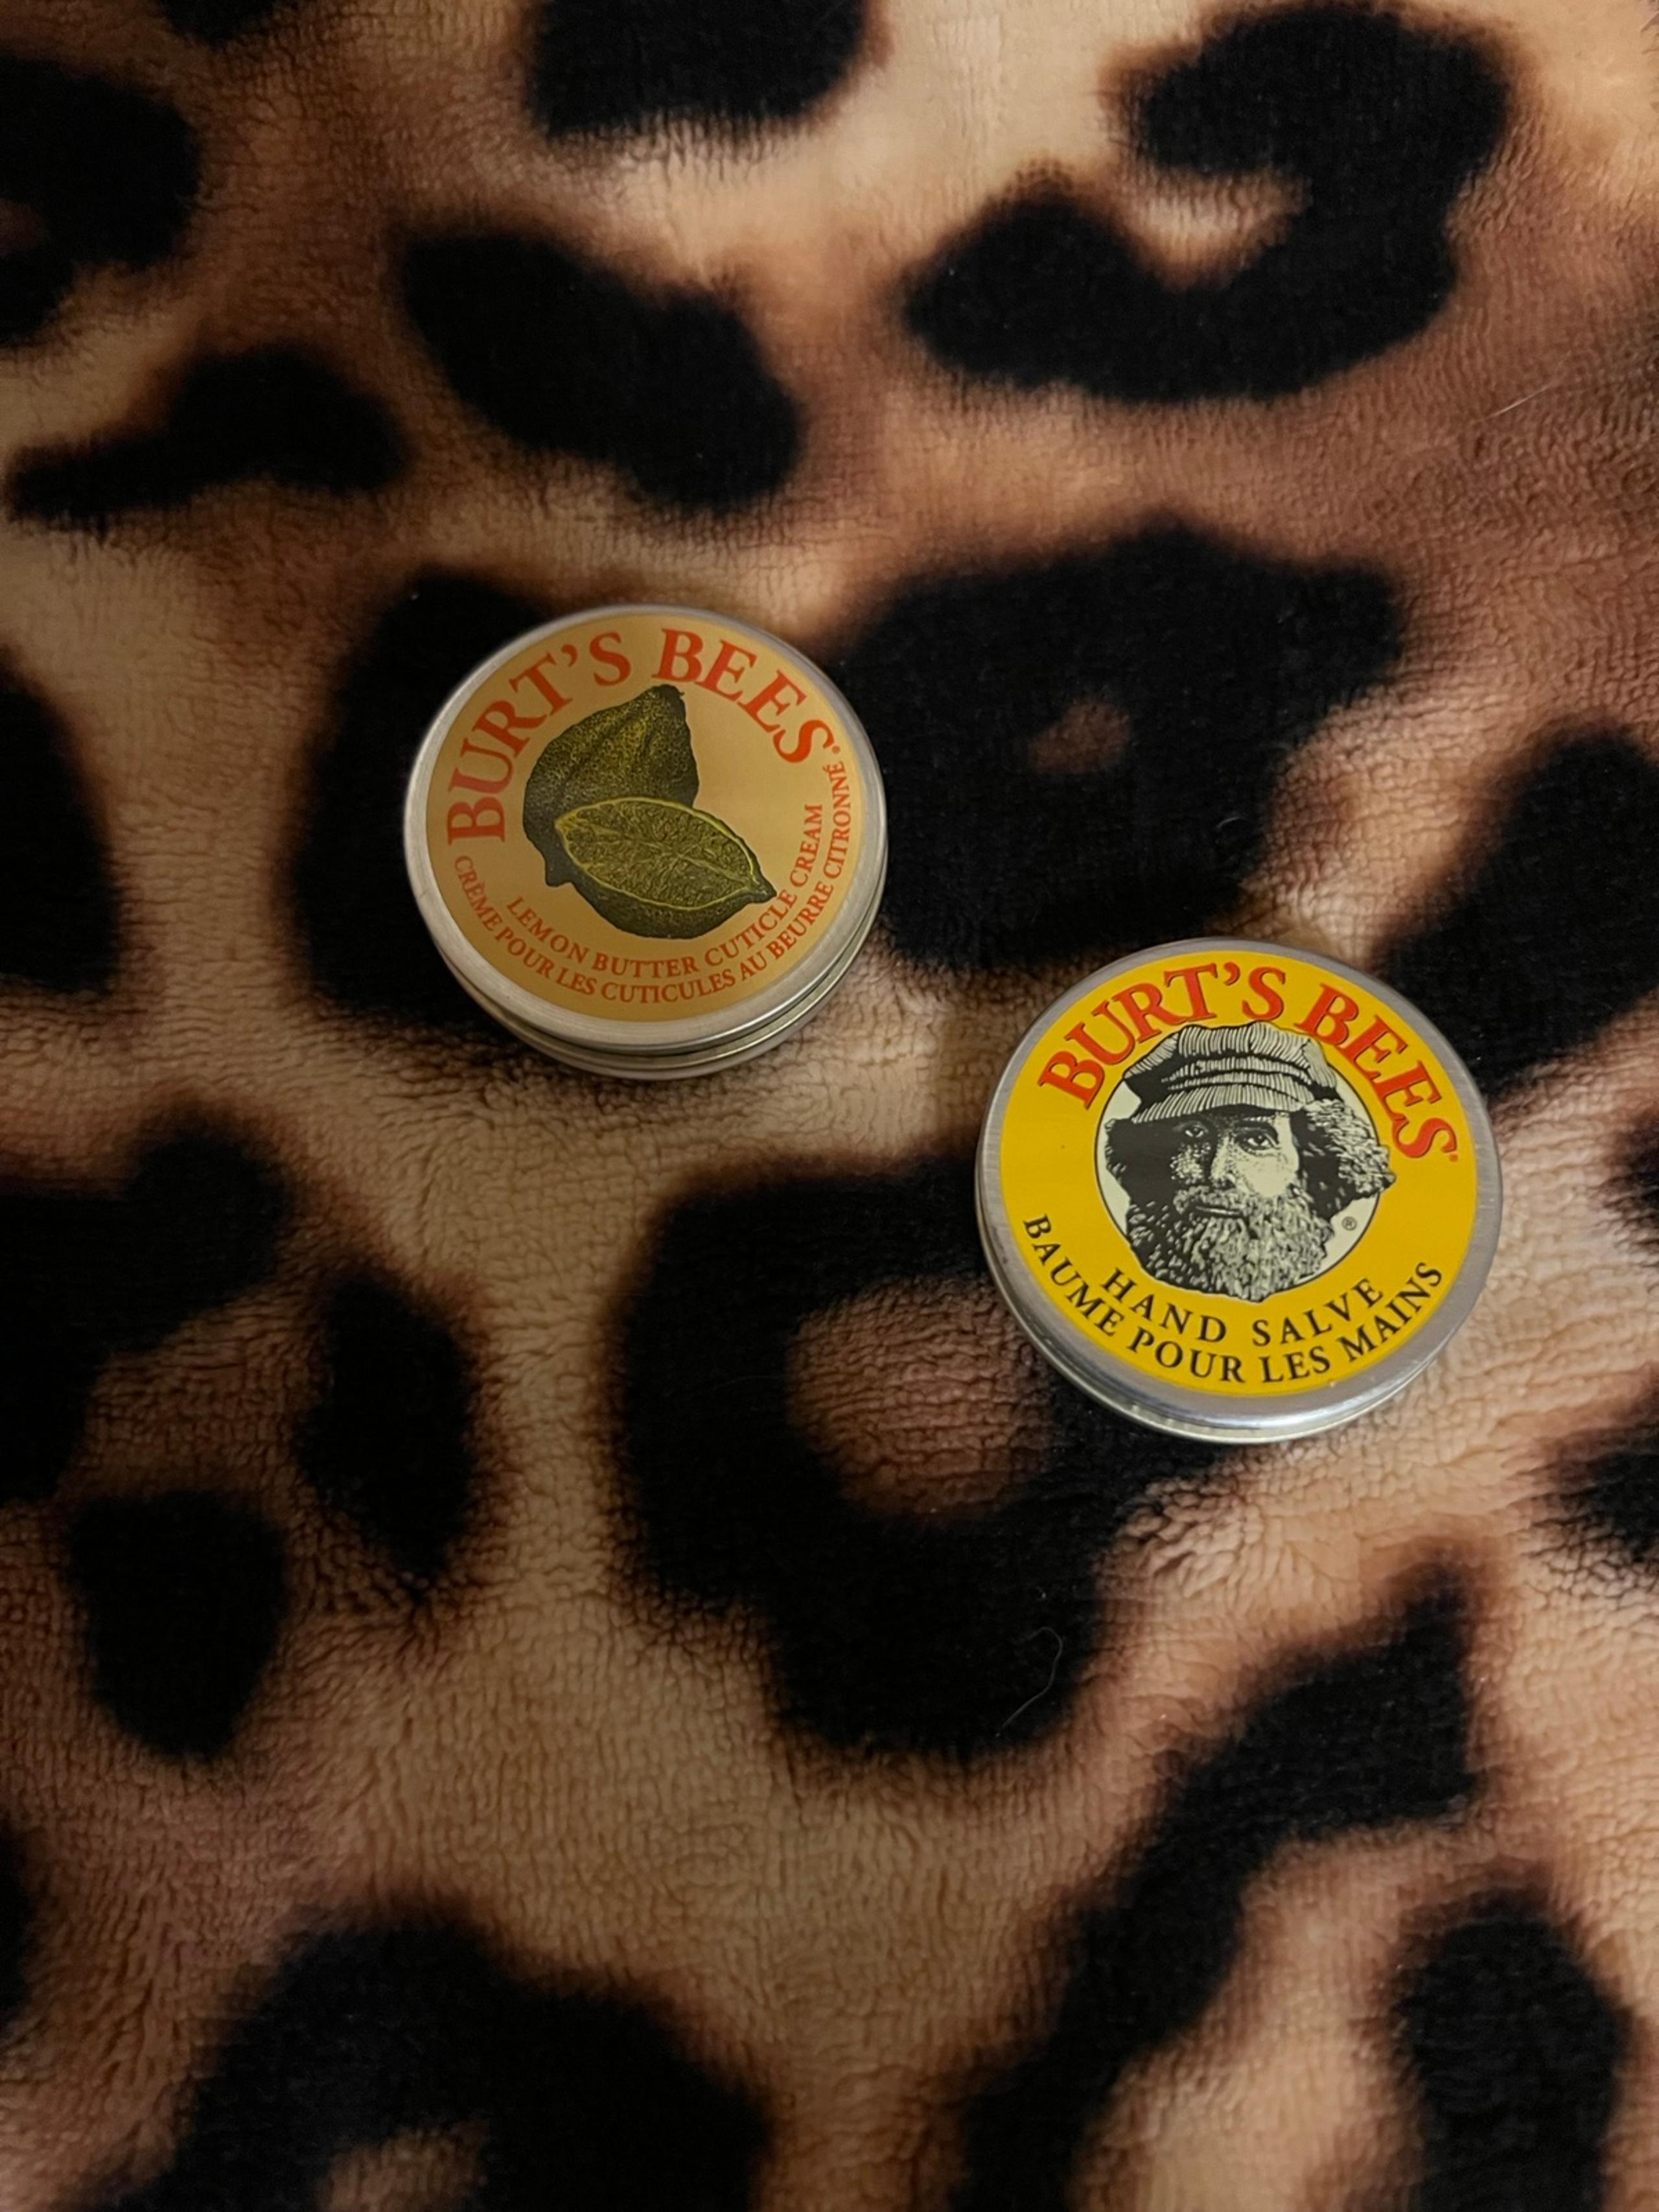 BURT'S BEES®
LEMON BUTTER CUTICLE CREAM
CRÈME POUR LES CUTICULES AU BEURRE CITRONNÉ
BURT'S BEES®
®
HAND SALVE
BAUME POUR LES MAINS